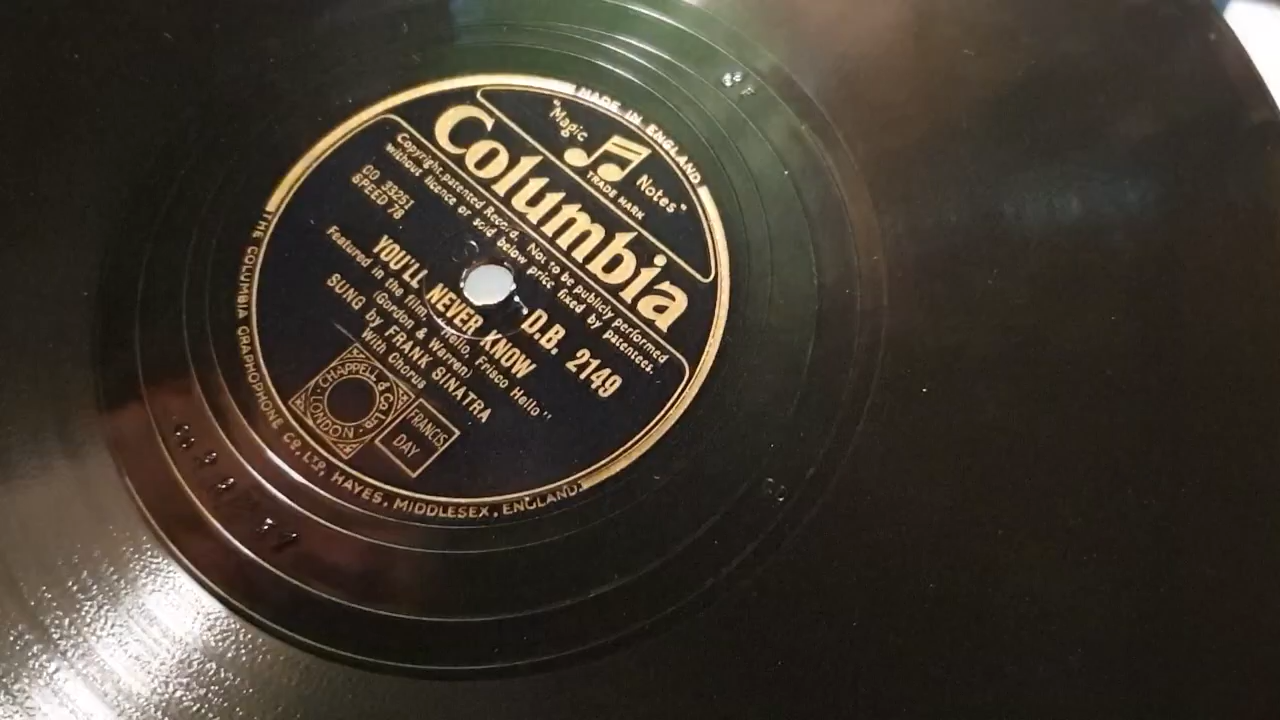 MADE IN ENGLAND
"Magic Notes"
TRADE MARK
Columbia
Copyright, patented Record. Not to be publicly performed
without licence or sold below price fixed by patentees.
CO 33251
SPEED 78
D.B. 2149
YOU'LL NEVER KNOW
Featured in the film, "Hello, Frisco Hello"
(Gordon & Warren)
SUNG by FRANK SINATRA
With Chorus
CHAPPELL & Co LTD
LONDON
FRANCIS
DAY
THE COLUMBIA GRAPHOPHONE CO., LTD., HAYES, MIDDLESEX, ENGLAND.